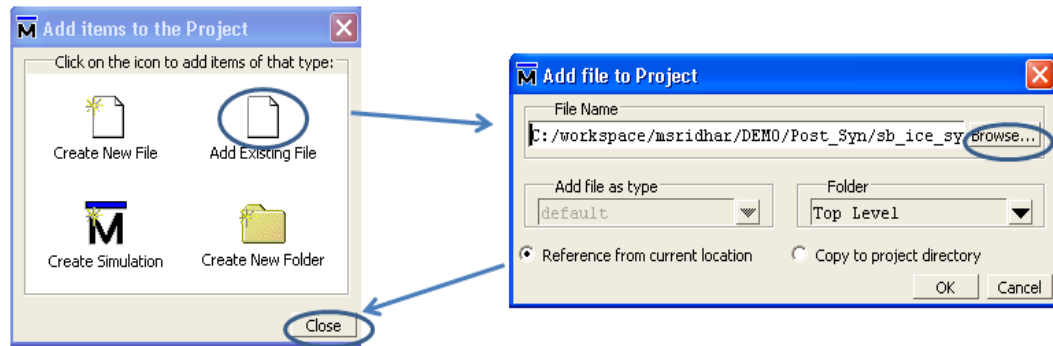 Add items to the Project
Click on the icon to add items of that type:
Create New File
Add Existing File
Create Simulation
Create New Folder
Close
Add file to Project
File Name
C:/workspace/msridhar/DEMO/Post_Syn/sb_ice_sy
Browse...
Add file as type
default
Folder
Top Level
Reference from current location
Copy to project directory
OK
Cancel